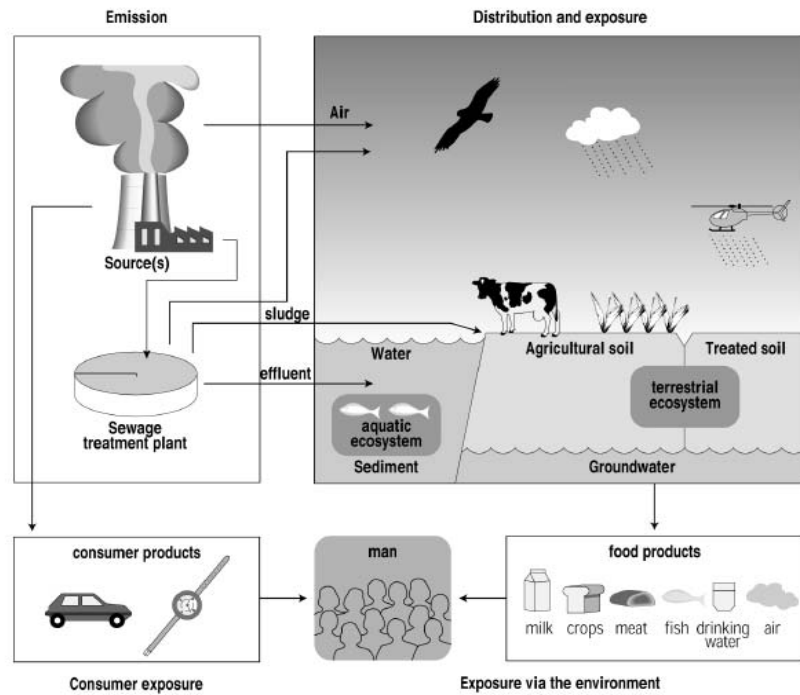 Emission
Distribution and exposure
Air
Source(s)
sludge
Water
Agricultural soil
Treated soil
effluent
terrestrial
ecosystem
aquatic
ecosystem
Sewage
treatment plant
Sediment
Groundwater
consumer products
man
food products
milk
crops
meat
fish
drinking
water
air
Consumer exposure
Exposure via the environment